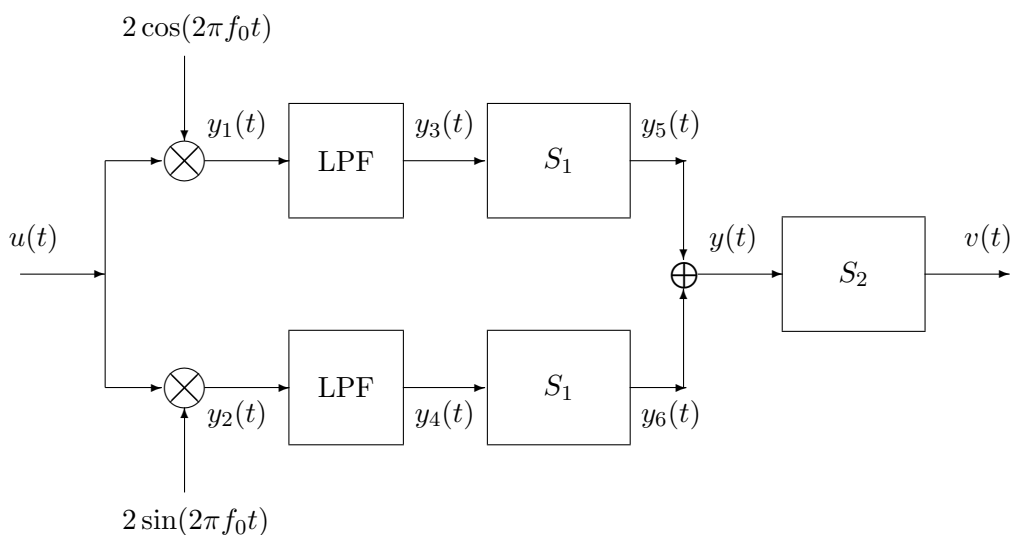 2 cos(2πf₀t)
y₁(t)
LPF
y₃(t)
S₁
y₅(t)
u(t)
y(t)
S₂
v(t)
LPF
S₁
y₂(t)
y₄(t)
y₆(t)
2 sin(2πf₀t)